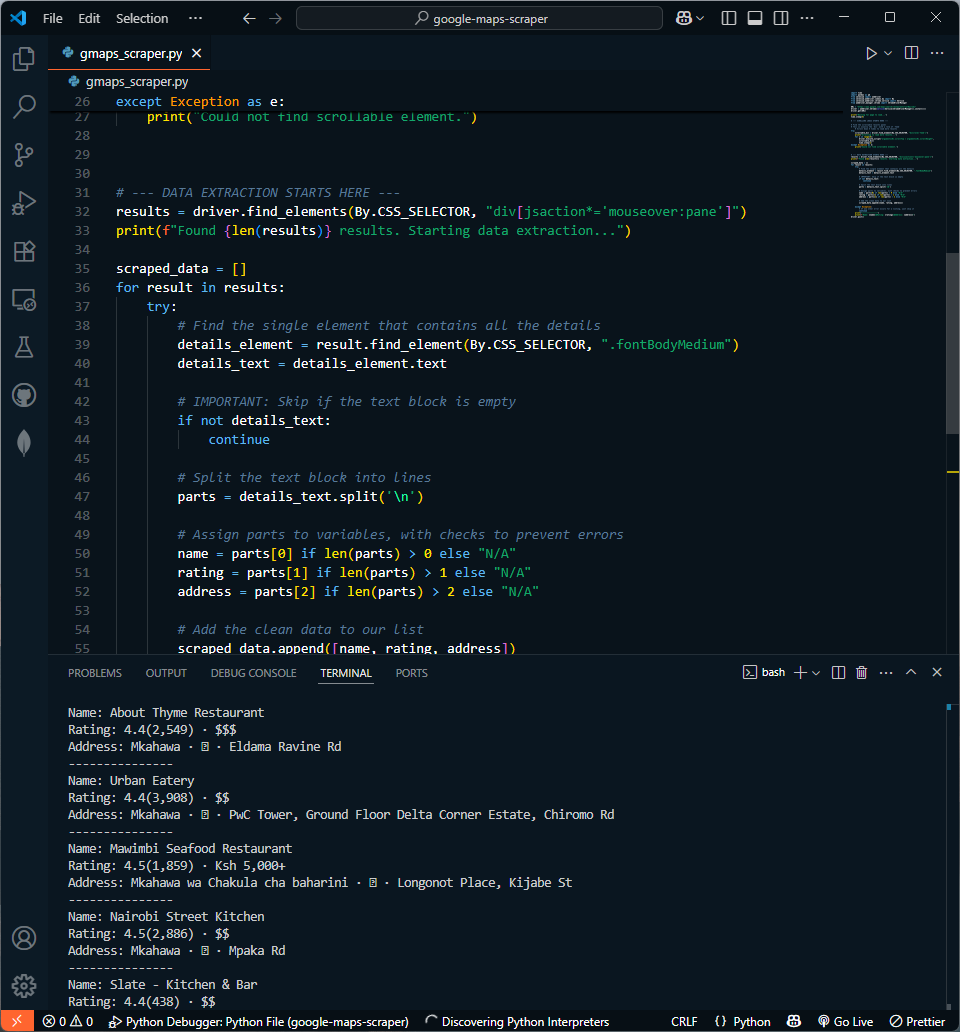 File Edit Selection ··· google-maps-scraper
gmaps_scraper.py
gmaps_scraper.py
26 except Exception as e:
27 print("Could not find scrollable element.")
28
29
30
31 # --- DATA EXTRACTION STARTS HERE ---
32 results = driver.find_elements(By.CSS_SELECTOR, "div[jsaction*='mouseover:pane']")
33 print(f"Found {len(results)} results. Starting data extraction...")
34
35 scraped_data = []
36 for result in results:
37 try:
38 # Find the single element that contains all the details
39 details_element = result.find_element(By.CSS_SELECTOR, ".fontBodyMedium")
40 details_text = details_element.text
41
42 # IMPORTANT: Skip if the text block is empty
43 if not details_text:
44 continue
45
46 # Split the text block into lines
47 parts = details_text.split('\n')
48
49 # Assign parts to variables, with checks to prevent errors
50 name = parts[0] if len(parts) > 0 else "N/A"
51 rating = parts[1] if len(parts) > 1 else "N/A"
52 address = parts[2] if len(parts) > 2 else "N/A"
53
54 # Add the clean data to our list
55 scraped_data.append([name, rating, address])
PROBLEMS OUTPUT DEBUG CONSOLE TERMINAL PORTS bash
Name: About Thyme Restaurant
Rating: 4.4(2,549) · $$$
Address: Mkahawa · · Eldama Ravine Rd
---------------
Name: Urban Eatery
Rating: 4.4(3,908) · $$
Address: Mkahawa · · PwC Tower, Ground Floor Delta Corner Estate, Chiromo Rd
---------------
Name: Mawimbi Seafood Restaurant
Rating: 4.5(1,859) · Ksh 5,000+
Address: Mkahawa wa Chakula cha baharini · · Longonot Place, Kijabe St
---------------
Name: Nairobi Street Kitchen
Rating: 4.5(2,886) · $$
Address: Mkahawa · · Mpaka Rd
---------------
Name: Slate - Kitchen & Bar
Rating: 4.4(438) · $$
0 0 Python Debugger: Python File (google-maps-scraper) Discovering Python Interpreters CRLF {} Python Go Live Prettier